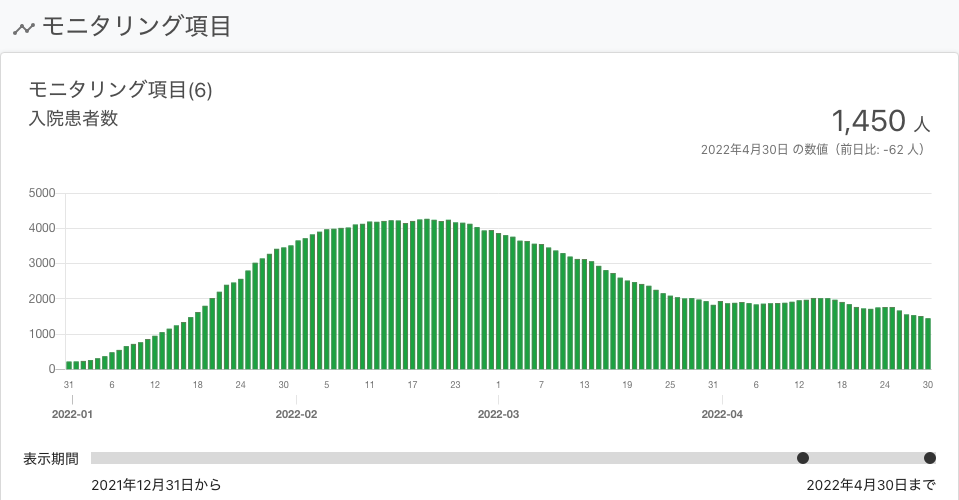 モニタリング項目
モニタリング項目(6)
入院患者数
1,450 人
2022年4月30日 の数値（前日比: -62 人）
5000
4000
3000
2000
1000
0
31 6 12 18 24 30 5 11 17 23 1 7 13 19 25 31 6 12 18 24 30
2022-01 2022-02 2022-03 2022-04
表示期間
2021年12月31日から 2022年4月30日まで